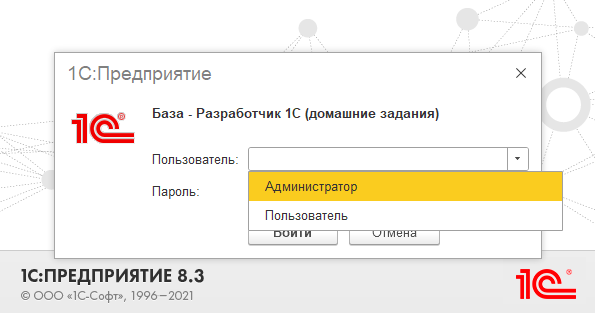 1С:Предприятие
1С®
База - Разработчик 1С (домашние задания)
Пользователь:
Администратор
Пароль:
Пользователь
Войти
Отмена
1С:ПРЕДПРИЯТИЕ 8.3
© ООО «1С-Софт», 1996–2021
1С®